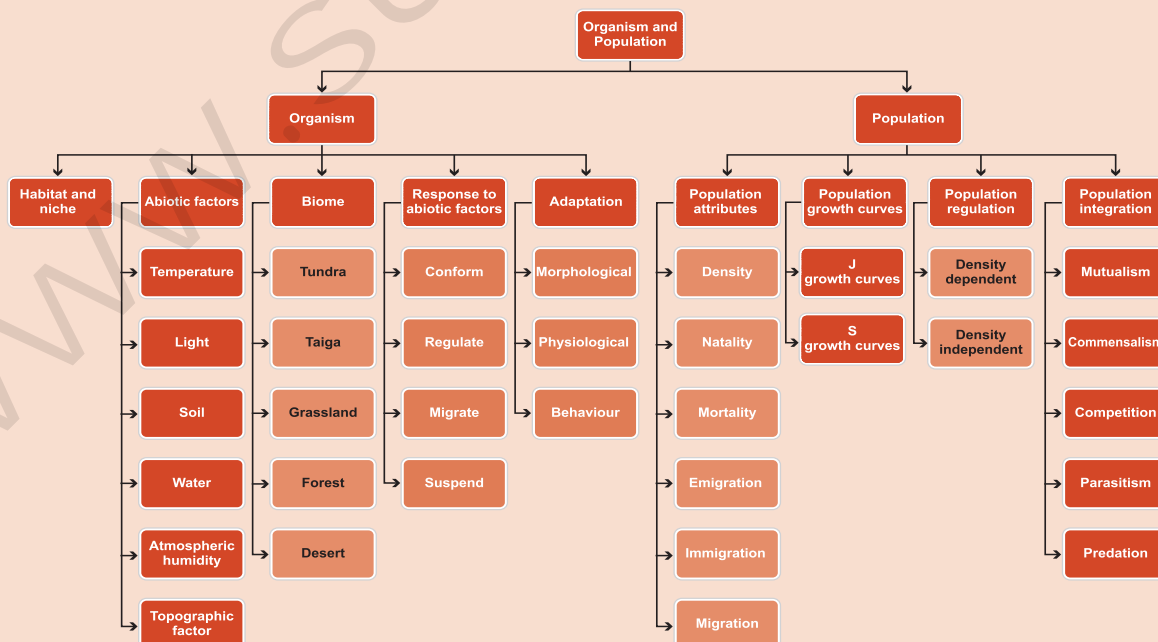 Organism and
Population
Organism
Population
Habitat and
niche
Abiotic factors
Biome
Response to
abiotic factors
Adaptation
Population
attributes
Population
growth curves
Population
regulation
Population
integration
Temperature
Light
Soil
Water
Atmospheric
humidity
Topographic
factor
Tundra
Taiga
Grassland
Forest
Desert
Conform
Regulate
Migrate
Suspend
Morphological
Physiological
Behaviour
Density
Natality
Mortality
Emigration
Immigration
Migration
J
growth curves
S
growth curves
Density
dependent
Density
independent
Mutualism
Commensalism
Competition
Parasitism
Predation